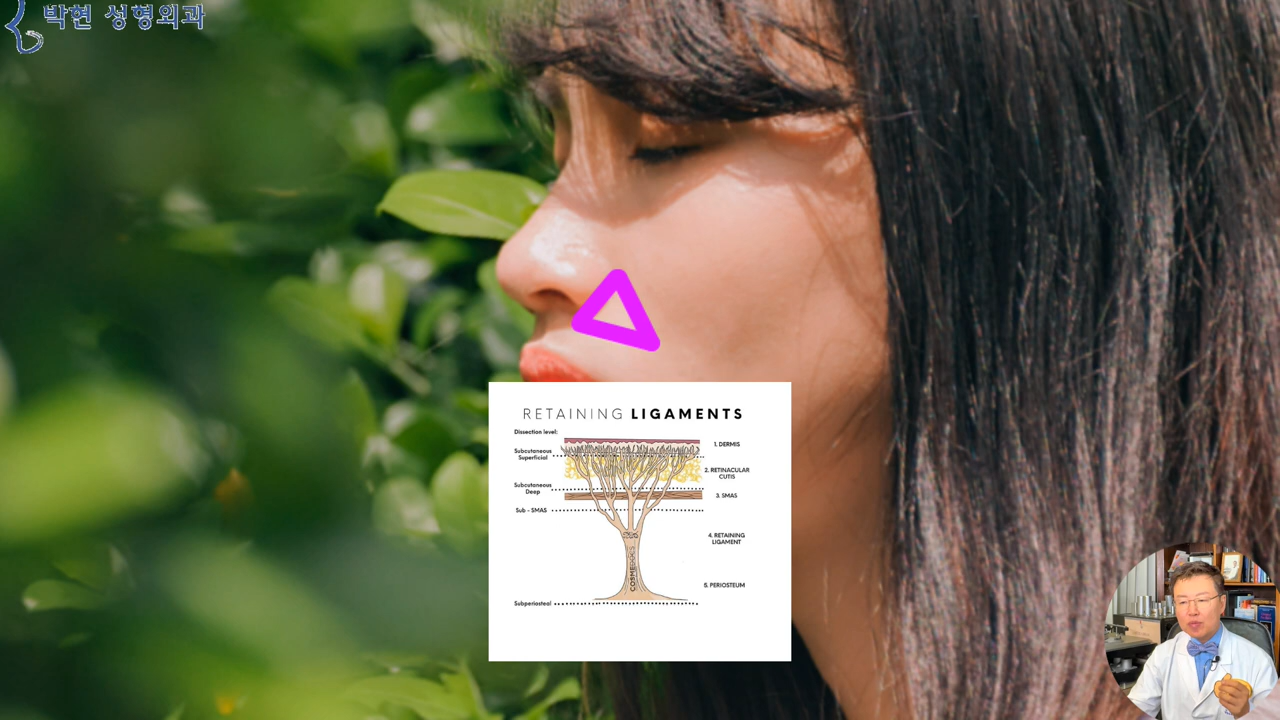 박현 성형외과
RETAINING LIGAMENTS
Dissection level:
Subcutaneous
Superficial
1. DERMIS
2. RETINACULAR
CUTIS
Subcutaneous
Deep
3. SMAS
Sub - SMAS
4. RETAINING
LIGAMENT
5. PERIOSTEUM
Subperiosteal